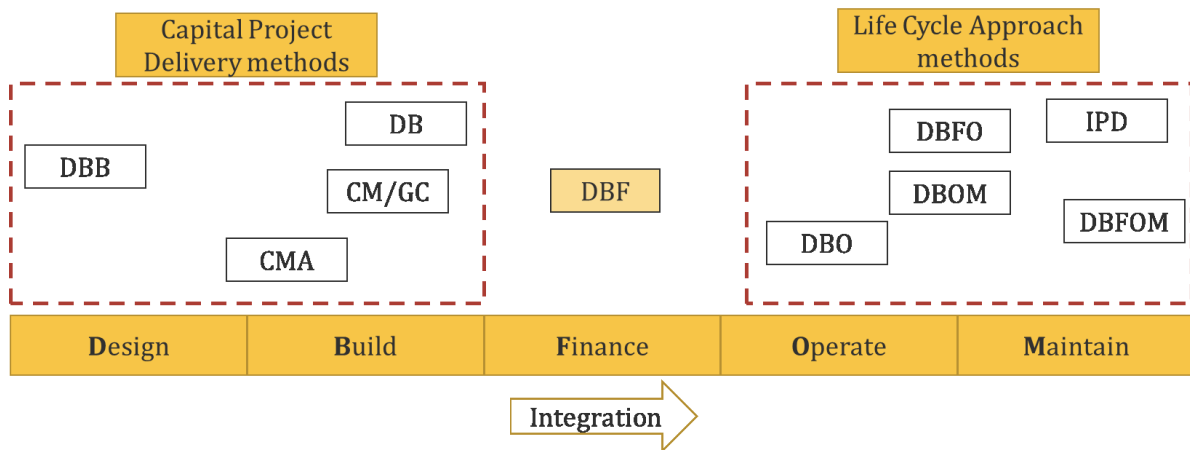 Capital Project
Delivery methods
Life Cycle Approach
methods
DB
DBB
CM/GC
CMA
DBF
DBFO
IPD
DBOM
DBFOM
DBO
Design
Build
Finance
Operate
Maintain
Integration